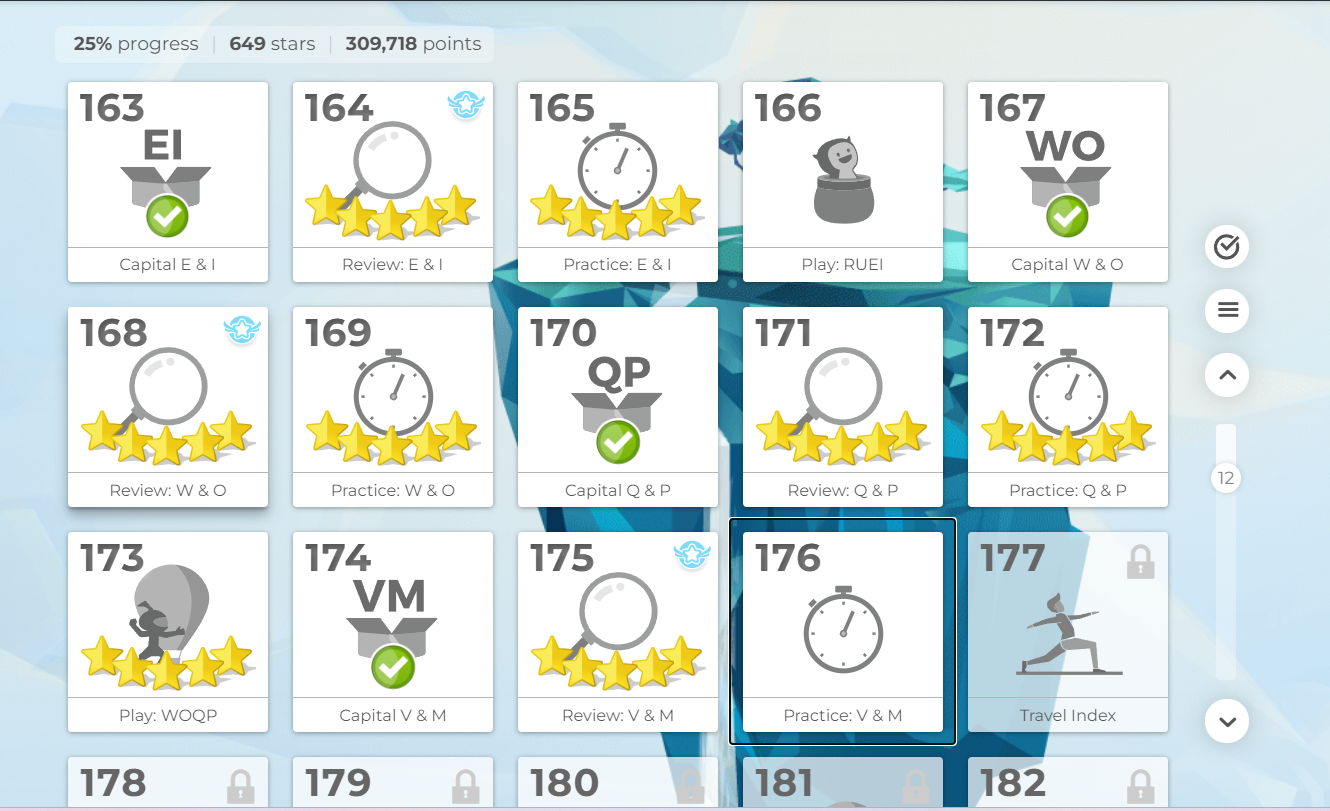 25% progress | 649 stars | 309,718 points
163 164 165 166 167
EI WO
Capital E & I Review: E & I Practice: E & I Play: RUEI Capital W & O
168 169 170 171 172
QP
12
Review: W & O Practice: W & O Capital Q & P Review: Q & P Practice: Q & P
173 174 175 176 177
VM
Play: WOQP Capital V & M Review: V & M Practice: V & M Travel Index
178 179 180 181 182